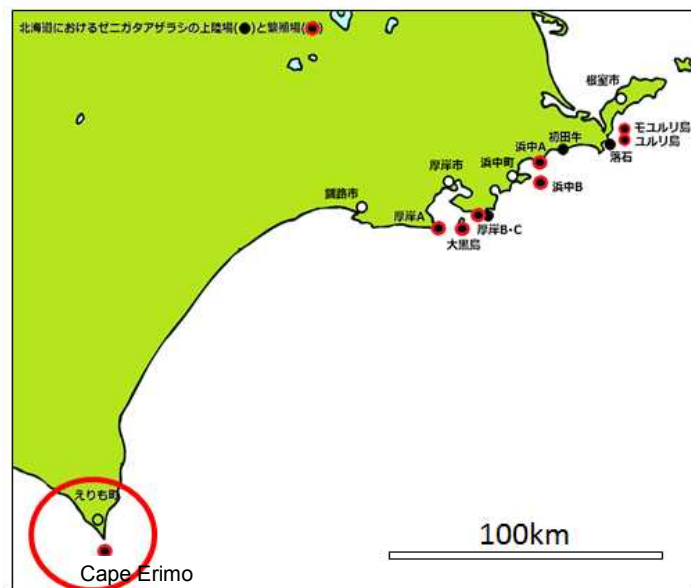 北海道におけるゼニガタアザラシの上陸場(●)と繁殖場(●)
根室市
モユルリ島
ユルリ島
初田牛
落石
浜中A
浜中町
浜中B
厚岸市
釧路市
厚岸A
厚岸B・C
大黒島
えりも町
100km
Cape Erimo